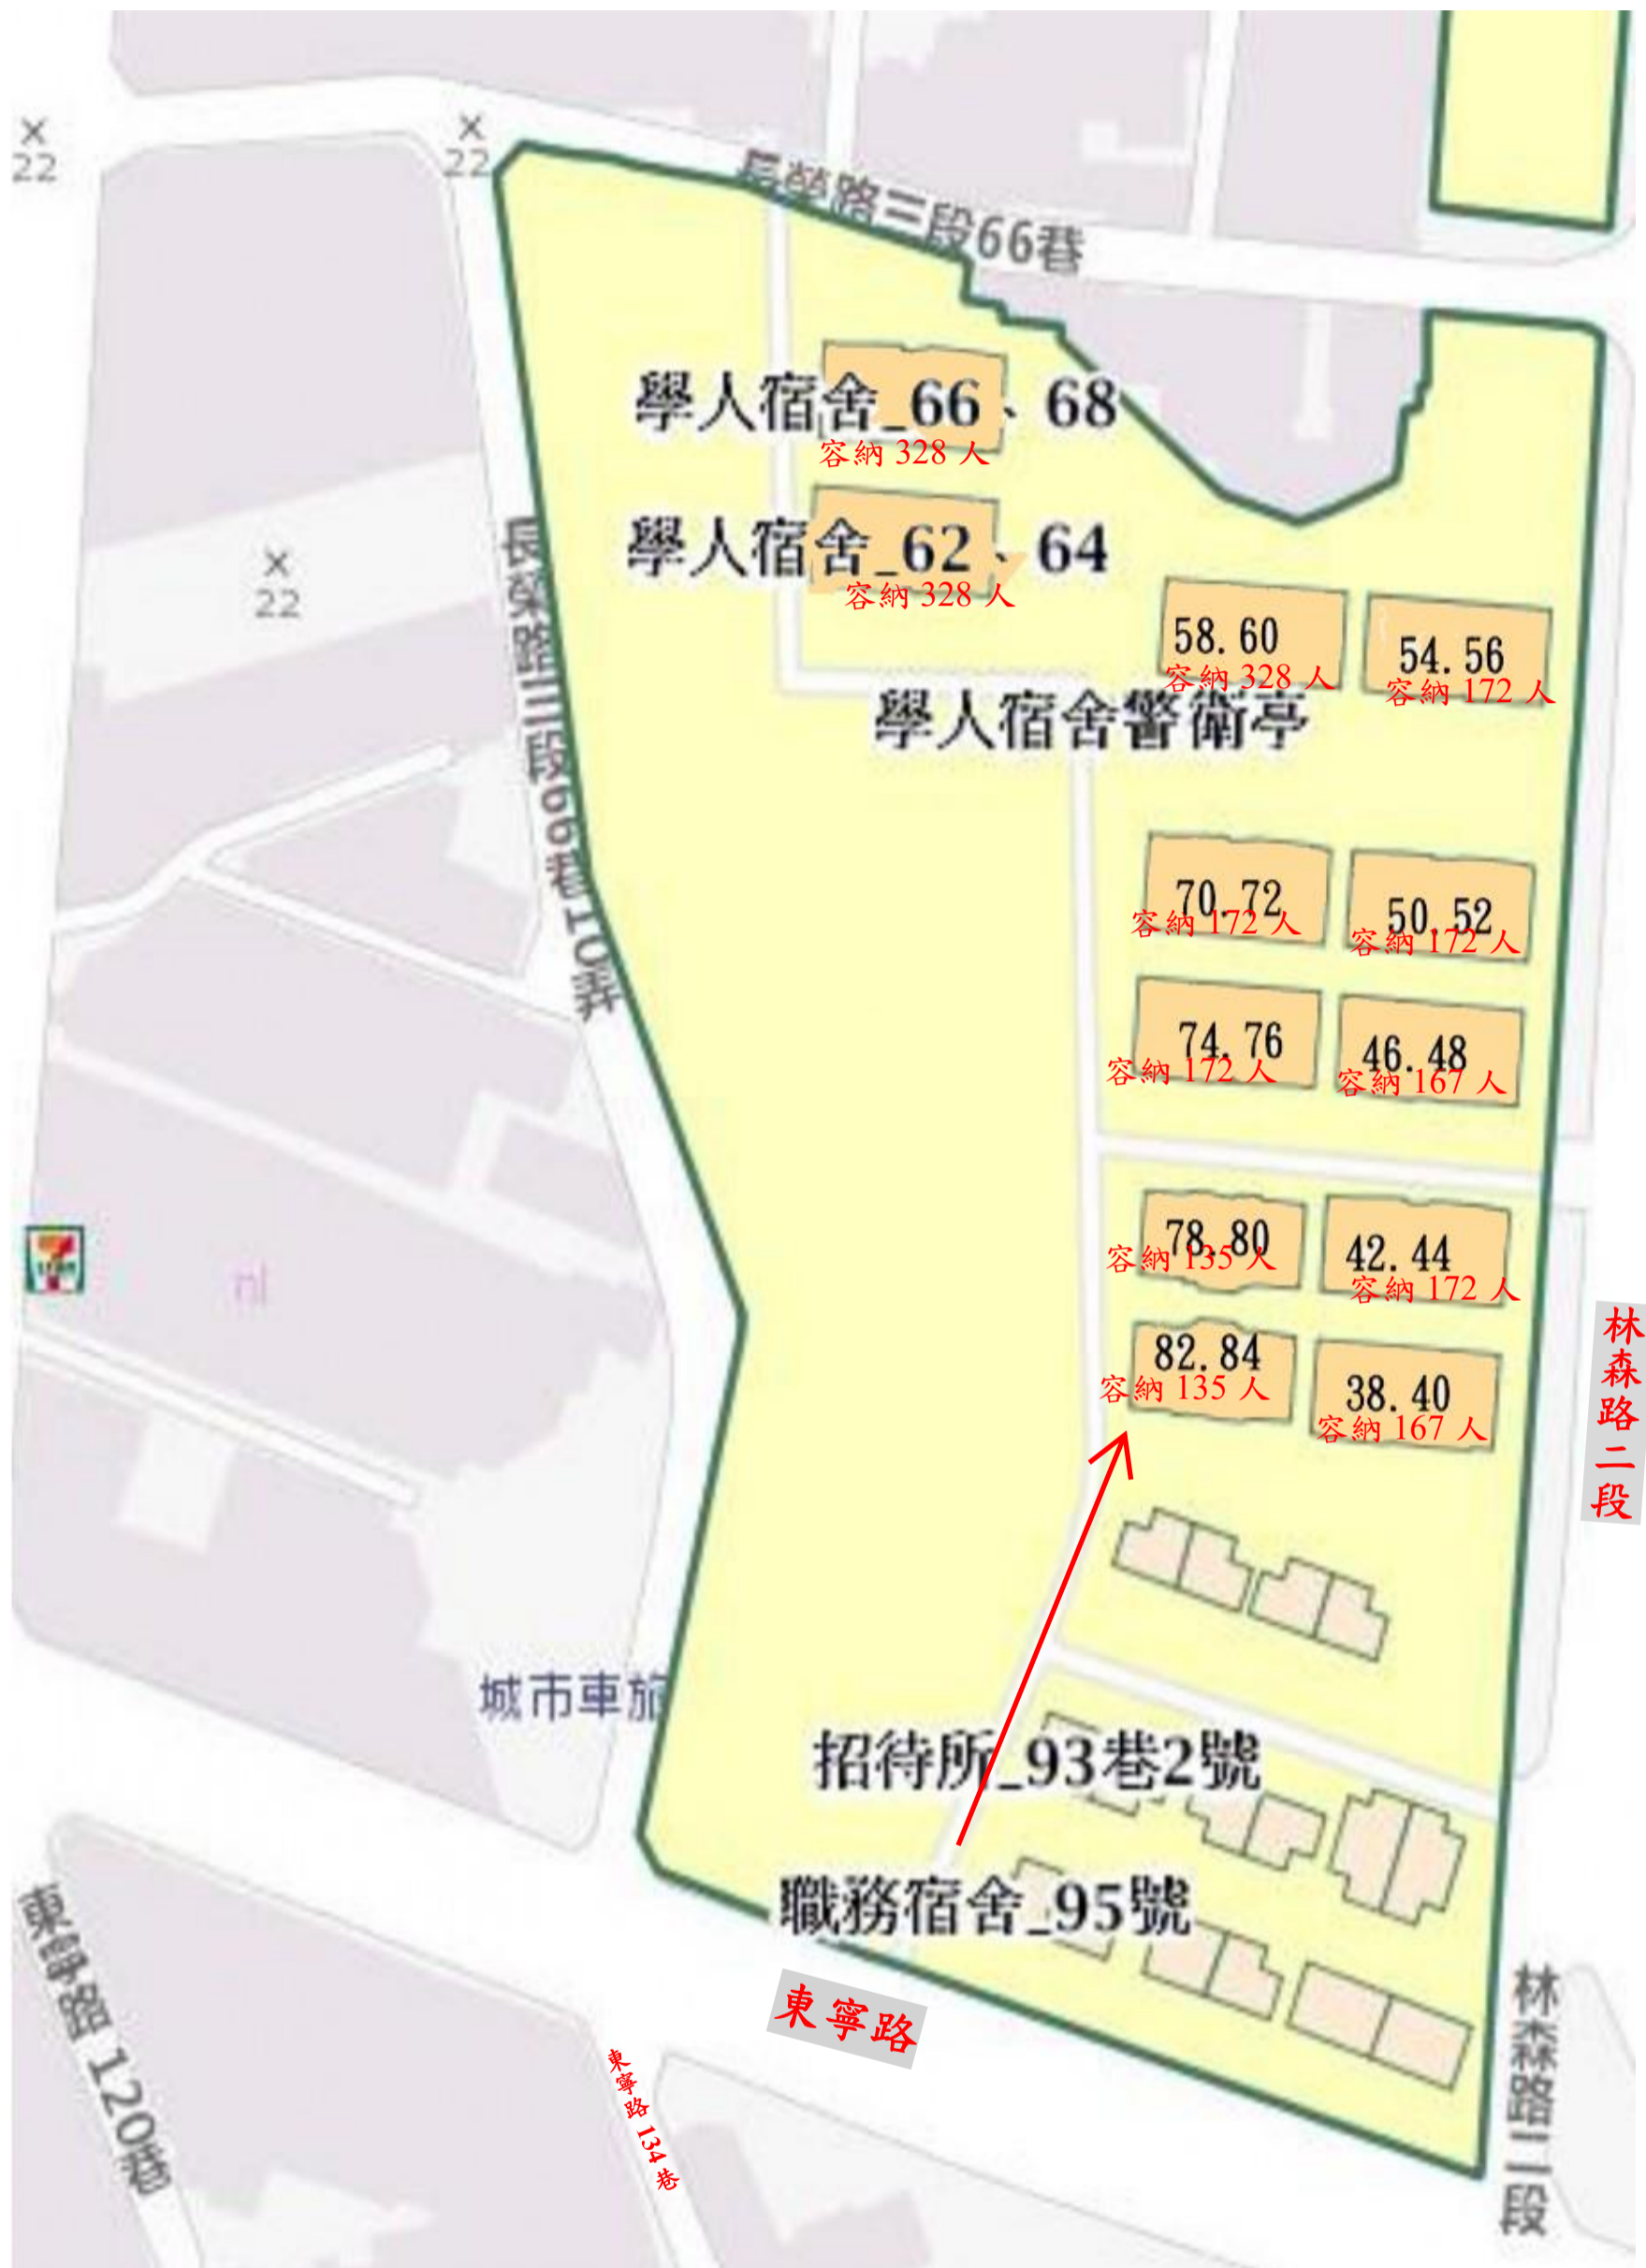 ×
22
×
22
長榮路三段66巷
學人宿舍_66、68
容納 328 人
學人宿舍_62、64
容納 328 人
×
22
長榮路三段66巷10弄
58.60
容納 328 人
54.56
容納 172 人
學人宿舍警衛亭
70.72
容納 172 人
50.52
容納 172 人
74.76
容納 172 人
46.48
容納 167 人
78.80
容納 135 人
42.44
容納 172 人
nl
82.84
容納 135 人
38.40
容納 167 人
林森路二段
城市車旅
招待所_93巷2號
職務宿舍_95號
東寧路
東寧路 120巷
東寧路 134 巷
林森路二段